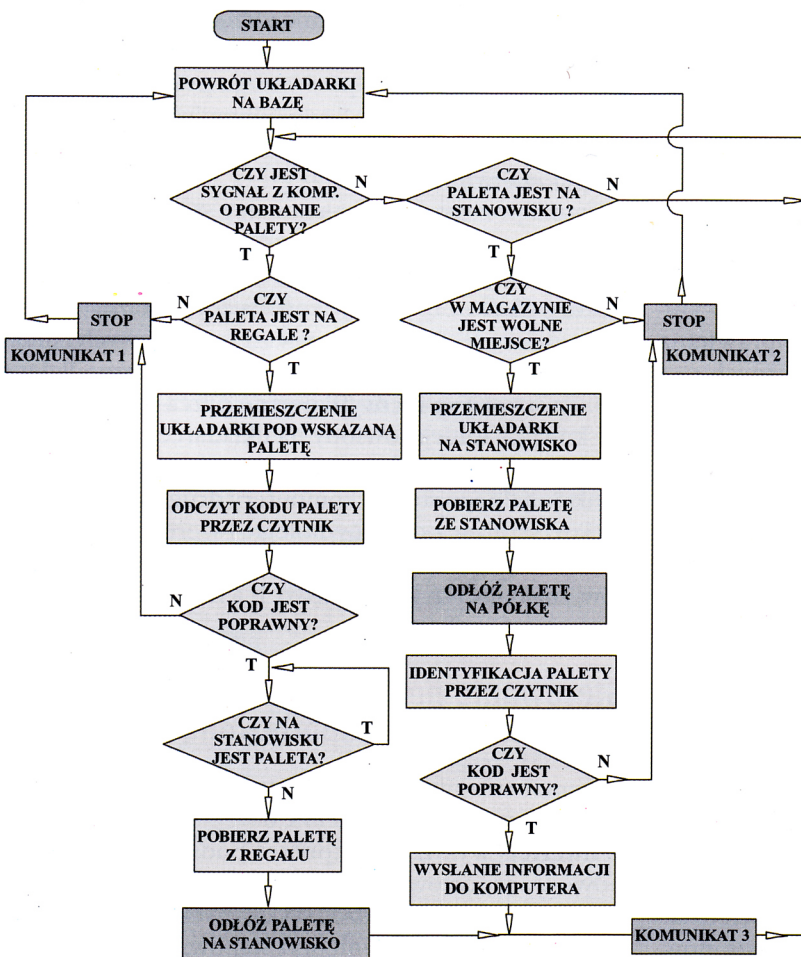 START
POWRÓT UKŁADARKI
NA BAZĘ
CZY JEST
SYGNAŁ Z KOMP.
O POBRANIE
PALETY?
N
T
CZY
PALETA JEST NA
STANOWISKU ?
N
T
CZY
PALETA JEST NA
REGALE ?
N
T
STOP
KOMUNIKAT 1
CZY
W MAGAZYNIE
JEST WOLNE
MIEJSCE?
N
T
STOP
KOMUNIKAT 2
PRZEMIESZCZENIE
UKŁADARKI POD WSKAZANĄ
PALETĘ
PRZEMIESZCZENIE
UKŁADARKI
NA STANOWISKO
ODCZYT KODU PALETY
PRZEZ CZYTNIK
POBIERZ PALETĘ
ZE STANOWISKA
CZY
KOD JEST
POPRAWNY?
N
T
ODŁÓŻ PALETĘ
NA PÓŁKĘ
IDENTYFIKACJA PALETY
PRZEZ CZYTNIK
CZY NA
STANOWISKU
JEST PALETA?
T
N
CZY
KOD JEST
POPRAWNY?
N
T
POBIERZ PALETĘ
Z REGAŁU
WYSŁANIE INFORMACJI
DO KOMPUTERA
ODŁÓŻ PALETĘ
NA STANOWISKO
KOMUNIKAT 3